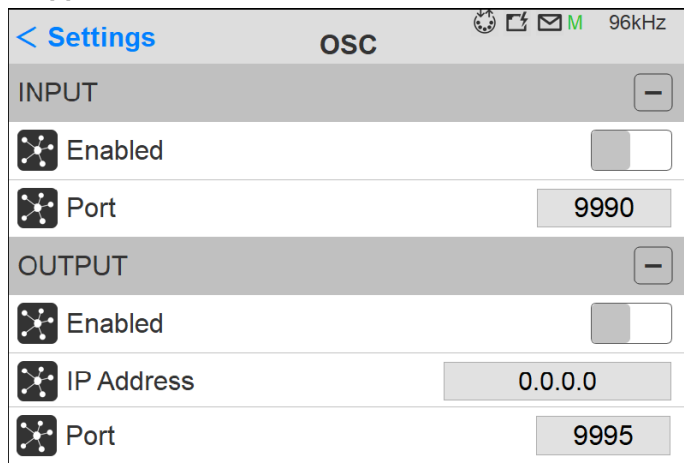 < Settings
OSC
M 96kHz
INPUT
Enabled
Port 9990
OUTPUT
Enabled
IP Address 0.0.0.0
Port 9995